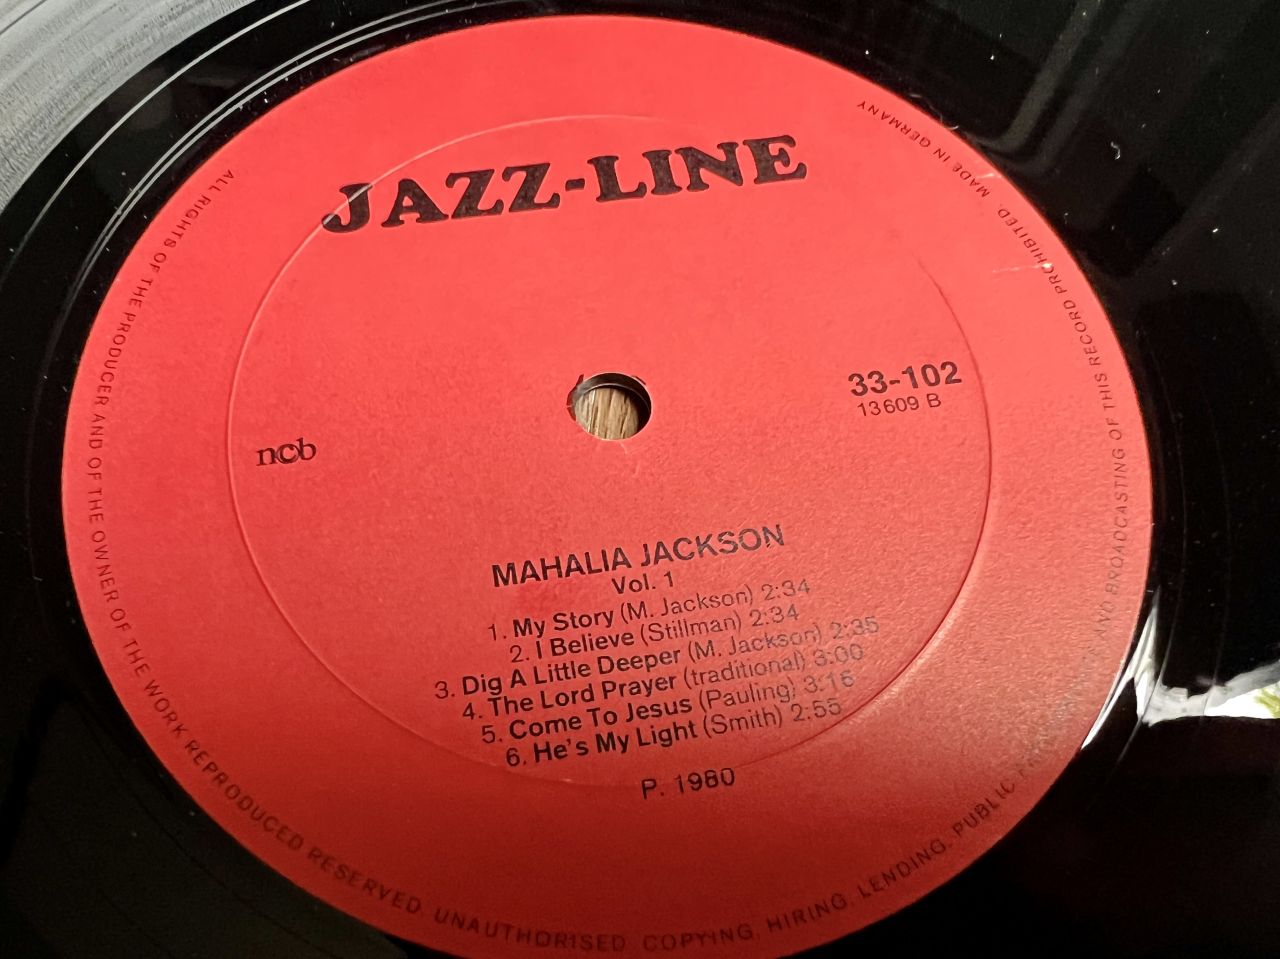 JAZZ-LINE
33-102
13609 B
ncb
MAHALIA JACKSON
Vol. 1
1. My Story (M. Jackson) 2:34
2. I Believe (Stillman) 2:34
3. Dig A Little Deeper (M. Jackson) 2:35
4. The Lord Prayer (traditional) 3:00
5. Come To Jesus (Pauling) 3:16
6. He's My Light (Smith) 2:55
P. 1980
ALL RIGHTS OF THE PRODUCER AND OF THE OWNER OF THE WORK REPRODUCED RESERVED. UNAUTHORISED COPYING, HIRING, LENDING, PUBLIC AND BROADCASTING OF THIS RECORD PROHIBITED. MADE IN GERMANY